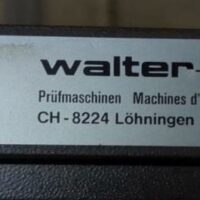 walter-
Prüfmaschinen Machines d'
CH-8224 Löhningen